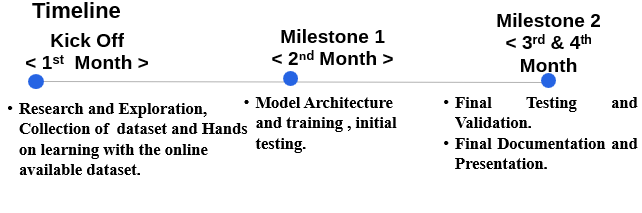 Timeline
Kick Off
< 1st Month >
• Research and Exploration,
Collection of dataset and Hands
on learning with the online
available dataset.
Milestone 1
< 2nd Month >
• Model Architecture
and training , initial
testing.
Milestone 2
< 3rd & 4th
Month
• Final Testing and
Validation.
• Final Documentation and
Presentation.